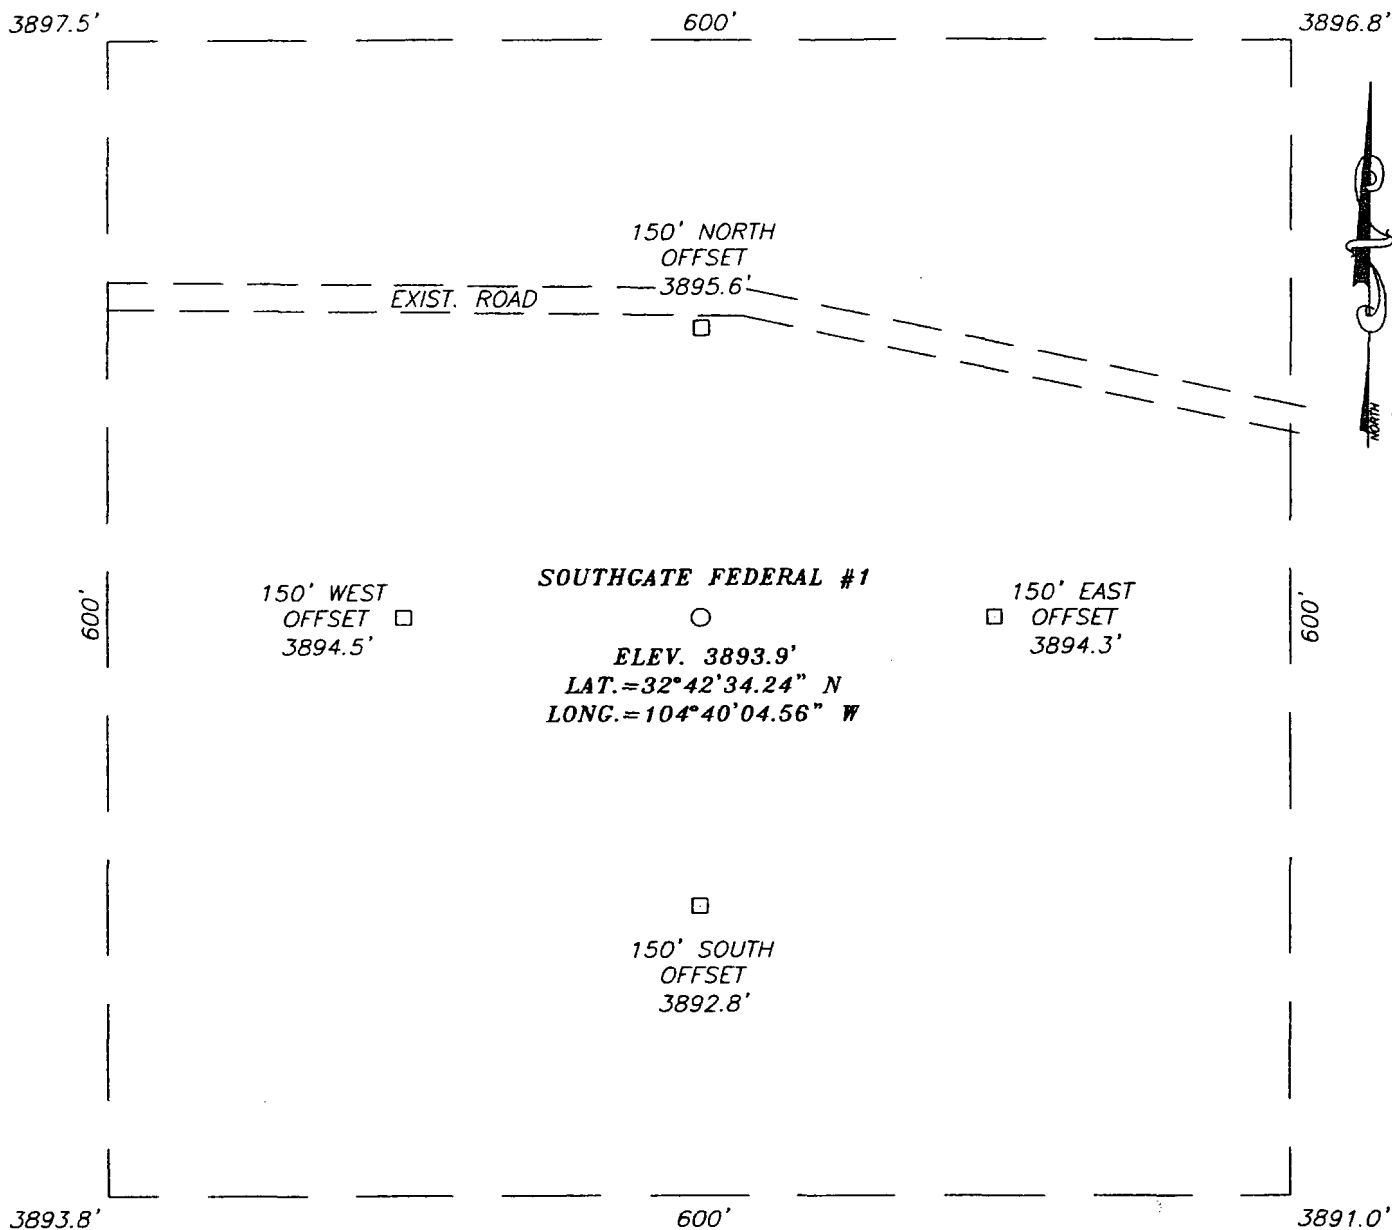 3897.5'
600'
3896.8'
150' NORTH
OFFSET
3895.6'
EXIST. ROAD
NORTH
SOUTHGATE FEDERAL #1
150' WEST
OFFSET
3894.5'
150' EAST
OFFSET
3894.3'
600'
600'
ELEV. 3893.9'
LAT.=32°42'34.24" N
LONG.=104°40'04.56" W
150' SOUTH
OFFSET
3892.8'
3893.8'
600'
3891.0'